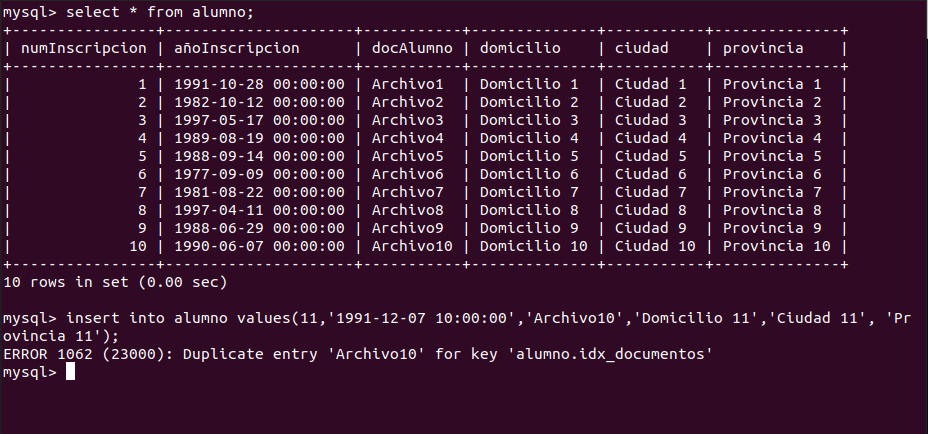 mysql> select * from alumno;
+----------------+---------------------+-----------+--------------+-----------+--------------+
| numInscripcion | añoInscripcion      | docAlumno | domicilio    | ciudad    | provincia    |
+----------------+---------------------+-----------+--------------+-----------+--------------+
|              1 | 1991-10-28 00:00:00 | Archivo1  | Domicilio 1  | Ciudad 1  | Provincia 1  |
|              2 | 1982-10-12 00:00:00 | Archivo2  | Domicilio 2  | Ciudad 2  | Provincia 2  |
|              3 | 1997-05-17 00:00:00 | Archivo3  | Domicilio 3  | Ciudad 3  | Provincia 3  |
|              4 | 1989-08-19 00:00:00 | Archivo4  | Domicilio 4  | Ciudad 4  | Provincia 4  |
|              5 | 1988-09-14 00:00:00 | Archivo5  | Domicilio 5  | Ciudad 5  | Provincia 5  |
|              6 | 1977-09-09 00:00:00 | Archivo6  | Domicilio 6  | Ciudad 6  | Provincia 6  |
|              7 | 1981-08-22 00:00:00 | Archivo7  | Domicilio 7  | Ciudad 7  | Provincia 7  |
|              8 | 1997-04-11 00:00:00 | Archivo8  | Domicilio 8  | Ciudad 8  | Provincia 8  |
|              9 | 1988-06-29 00:00:00 | Archivo9  | Domicilio 9  | Ciudad 9  | Provincia 9  |
|             10 | 1990-06-07 00:00:00 | Archivo10 | Domicilio 10 | Ciudad 10 | Provincia 10 |
+----------------+---------------------+-----------+--------------+-----------+--------------+
10 rows in set (0.00 sec)
mysql> insert into alumno values(11,'1991-12-07 10:00:00','Archivo10','Domicilio 11','Ciudad 11', 'Pr
ovincia 11');
ERROR 1062 (23000): Duplicate entry 'Archivo10' for key 'alumno.idx_documentos'
mysql>